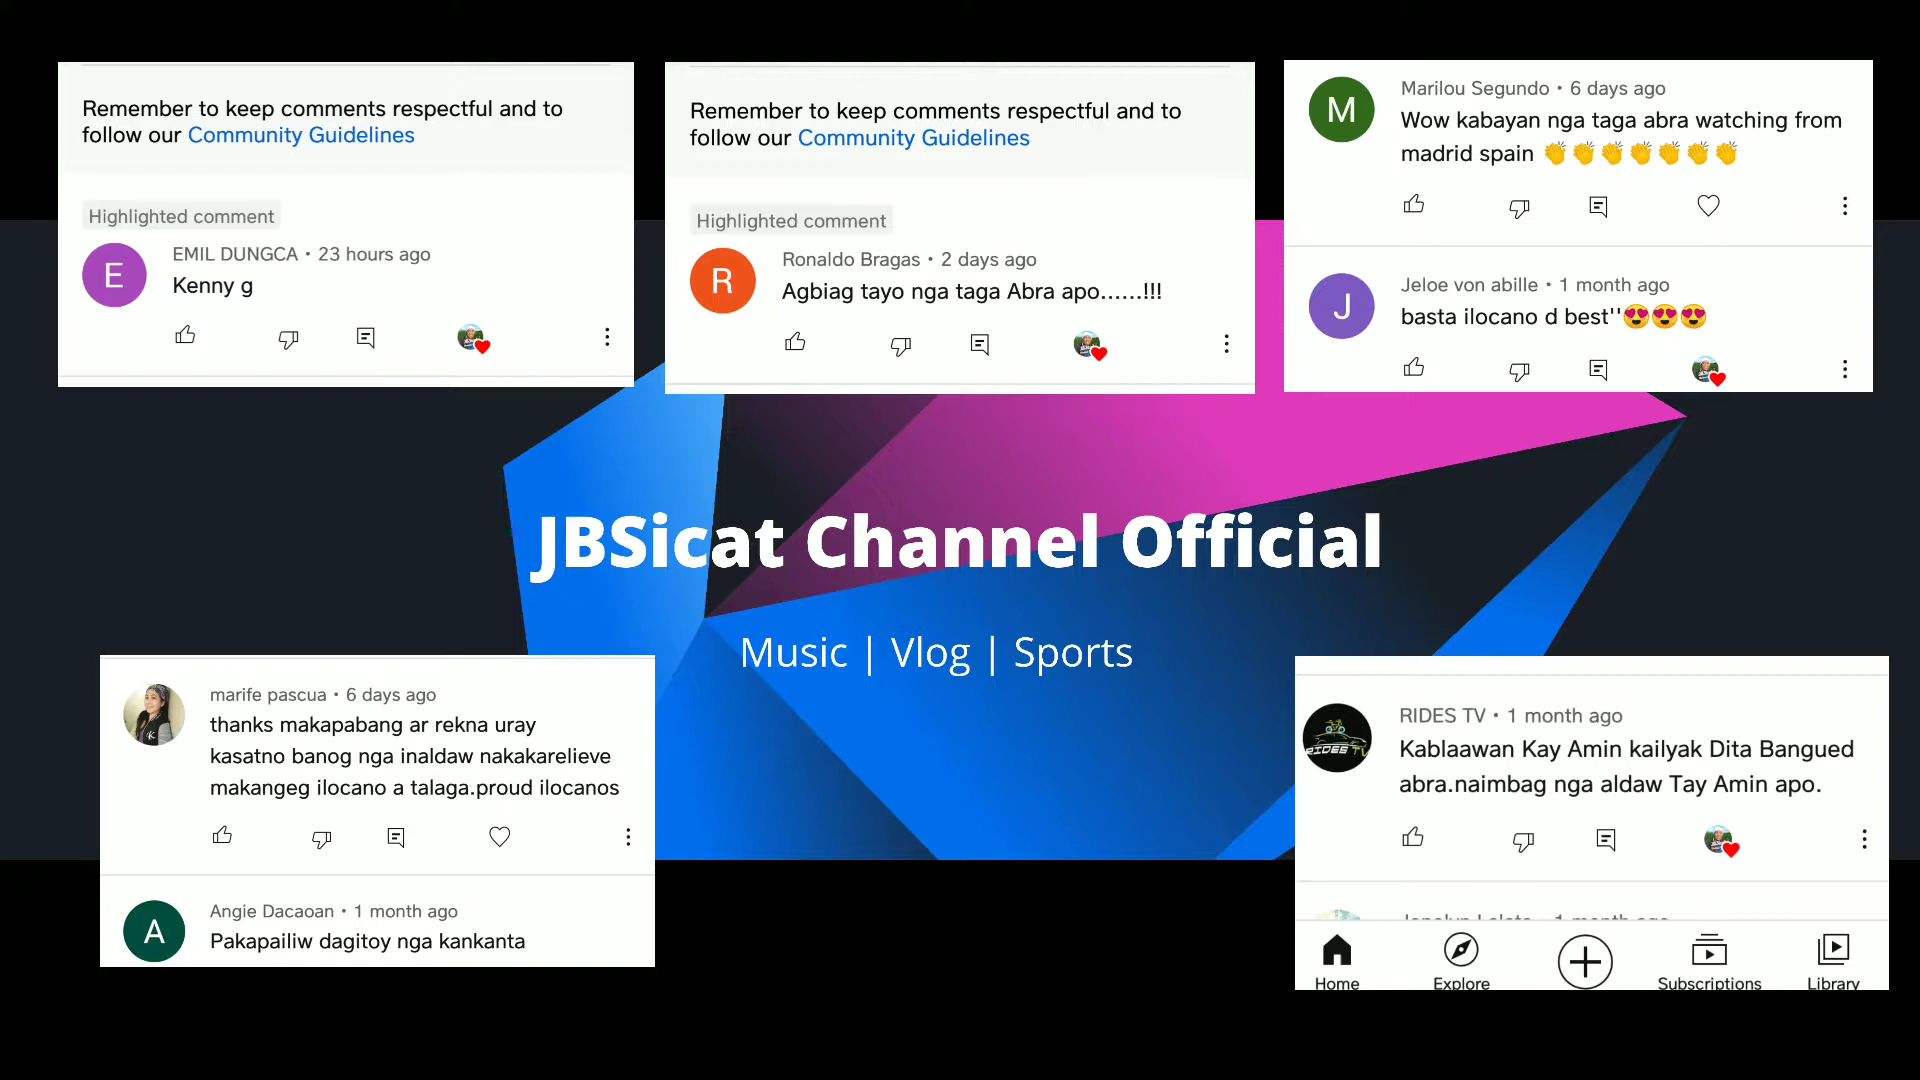 Remember to keep comments respectful and to
follow our Community Guidelines
Highlighted comment
E
EMIL DUNGCA • 23 hours ago
Kenny g
Remember to keep comments respectful and to
follow our Community Guidelines
Highlighted comment
R
Ronaldo Bragas • 2 days ago
Agbiag tayo nga taga Abra apo......!!!
M
Marilou Segundo • 6 days ago
Wow kabayan nga taga abra watching from
madrid spain 👏👏👏👏👏👏👏
J
Jeloe von abille • 1 month ago
basta ilocano d best''😍😍😍
JBSicat Channel Official
Music | Vlog | Sports
marife pascua • 6 days ago
thanks makapabang ar rekna uray
kasatno banog nga inaldaw nakakarelieve
makangeg ilocano a talaga.proud ilocanos
A
Angie Dacaoan • 1 month ago
Pakapailiw dagitoy nga kankanta
RIDES TV
RIDES TV • 1 month ago
Kablaawan Kay Amin kailyak Dita Bangued
abra.naimbag nga aldaw Tay Amin apo.
1 month ago
Home Explore Subscriptions Library